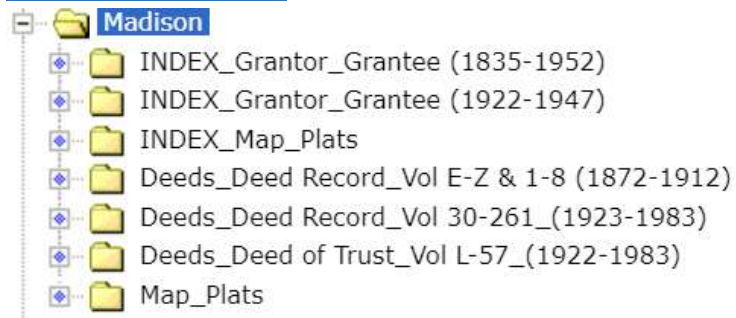 Madison
INDEX_Grantor_Grantee (1835-1952)
INDEX_Grantor_Grantee (1922-1947)
INDEX_Map_Plats
Deeds_Deed Record_Vol E-Z & 1-8 (1872-1912)
Deeds_Deed Record_Vol 30-261_(1923-1983)
Deeds_Deed of Trust_Vol L-57_(1922-1983)
Map_Plats